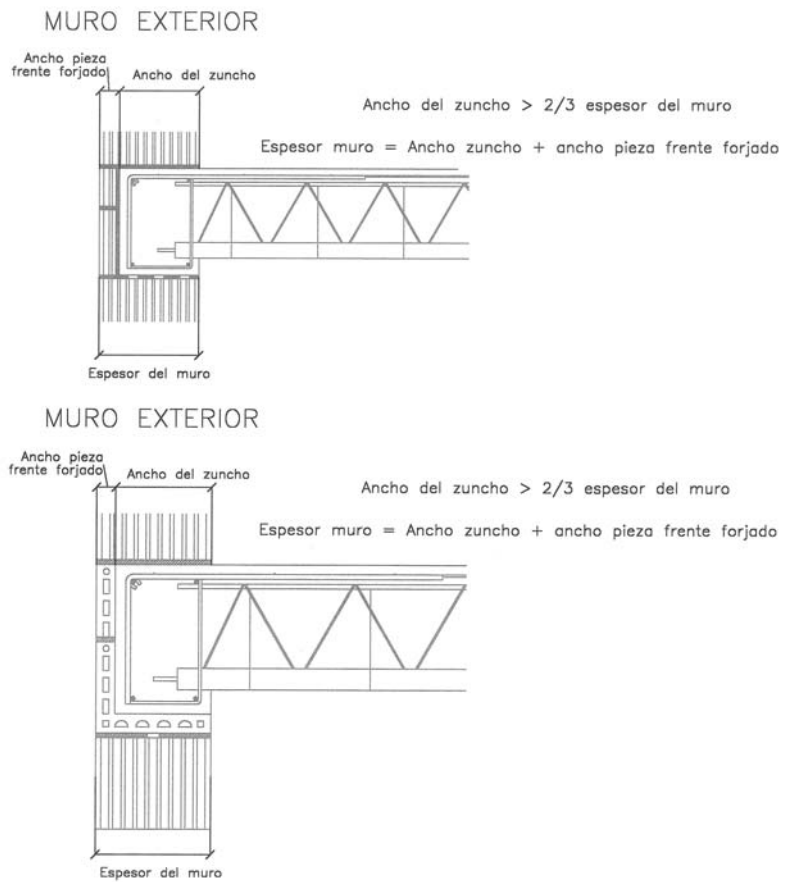 MURO EXTERIOR
Ancho pieza
frente forjado
Ancho del zuncho
Ancho del zuncho > 2/3 espesor del muro
Espesor muro = Ancho zuncho + ancho pieza frente forjado
Espesor del muro
MURO EXTERIOR
Ancho pieza
frente forjado
Ancho del zuncho
Ancho del zuncho > 2/3 espesor del muro
Espesor muro = Ancho zuncho + ancho pieza frente forjado
Espesor del muro